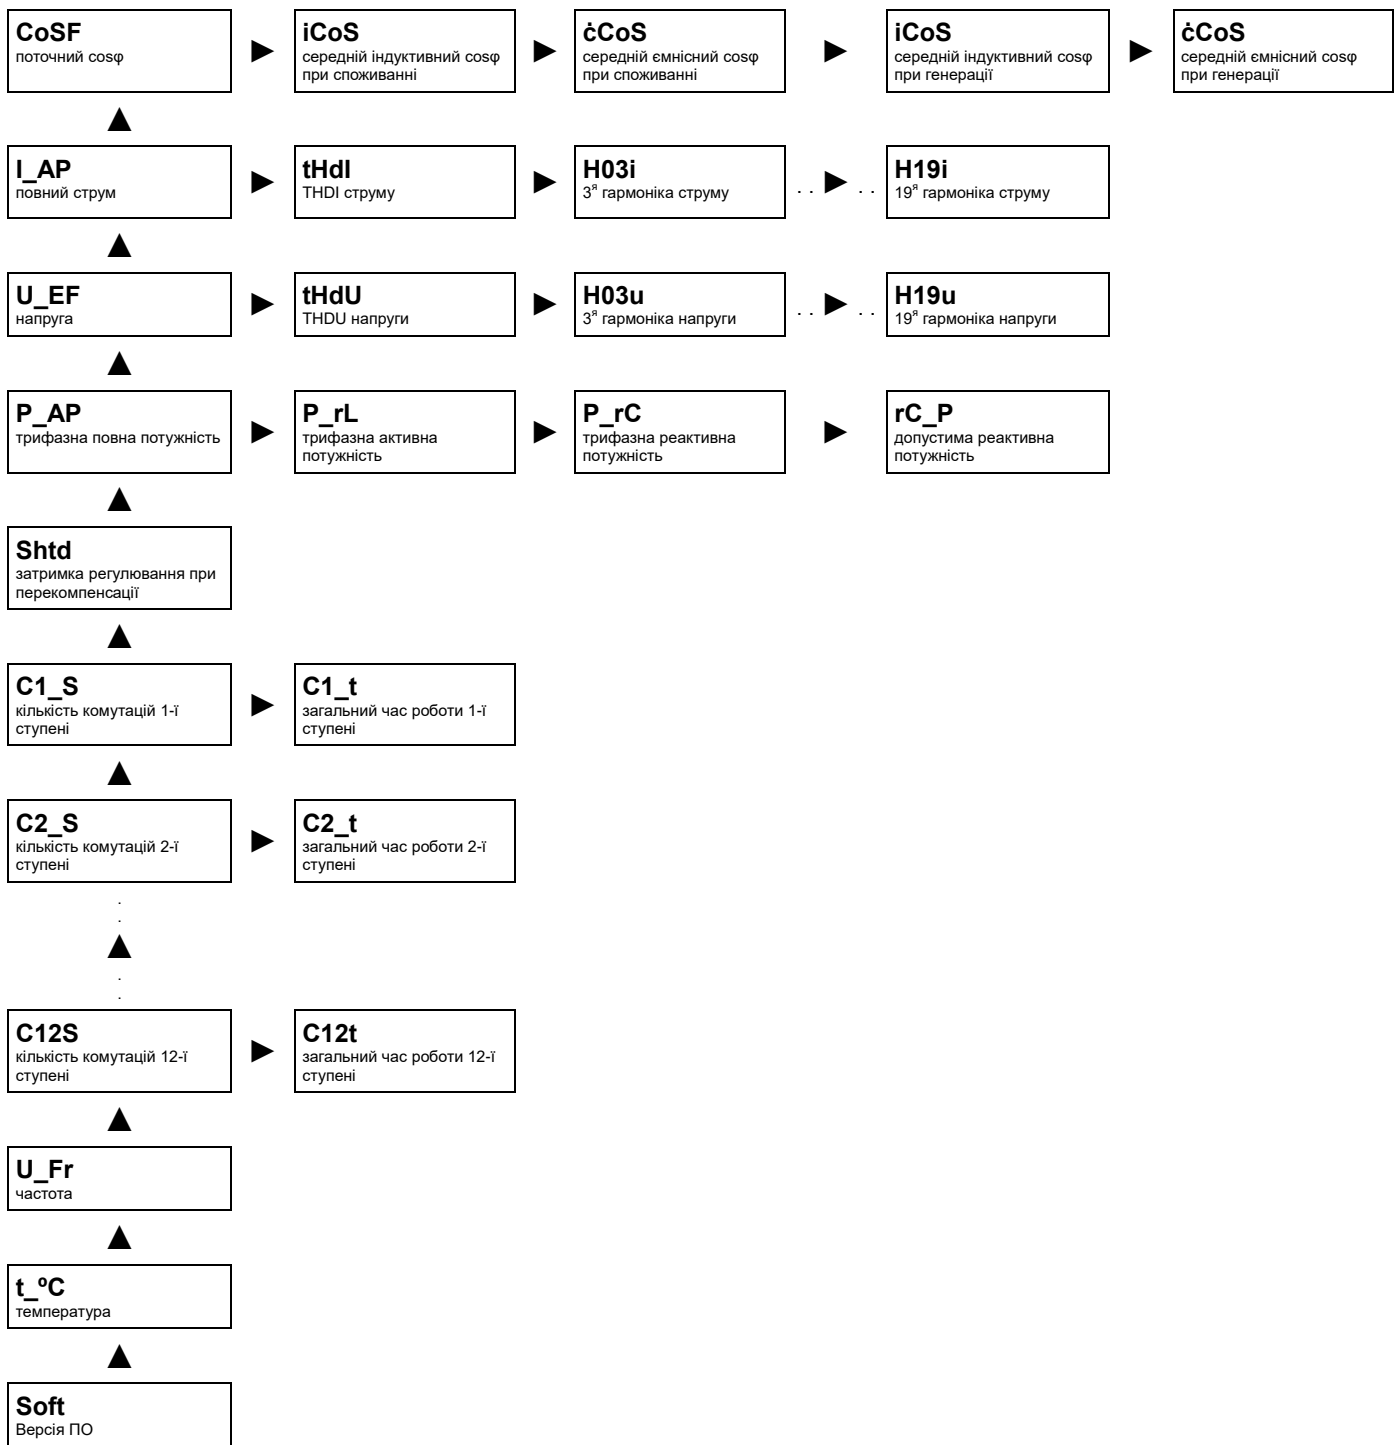 CoSF
поточний cosφ
iCoS
середній індуктивний cosφ
при споживанні
ċCoS
середній ємнісний cosφ
при споживанні
iCoS
середній індуктивний cosφ
при генерації
ċCoS
середній ємнісний cosφ
при генерації
I_AP
повний струм
tHdI
THDI струму
H03i
3я гармоніка струму
. .
. .
H19i
19я гармоніка струму
U_EF
напруга
tHdU
THDU напруги
H03u
3я гармоніка напруги
. .
. .
H19u
19я гармоніка напруги
P_AP
трифазна повна потужність
P_rL
трифазна активна
потужність
P_rC
трифазна реактивна
потужність
rC_P
допустима реактивна
потужність
Shtd
затримка регулювання при
перекомпенсації
C1_S
кількість комутацій 1-ї
ступені
C1_t
загальний час роботи 1-ї
ступені
C2_S
кількість комутацій 2-ї
ступені
C2_t
загальний час роботи 2-ї
ступені
.
.
.
.
C12S
кількість комутацій 12-ї
ступені
C12t
загальний час роботи 12-ї
ступені
U_Fr
частота
t_ºC
температура
Soft
Версія ПО